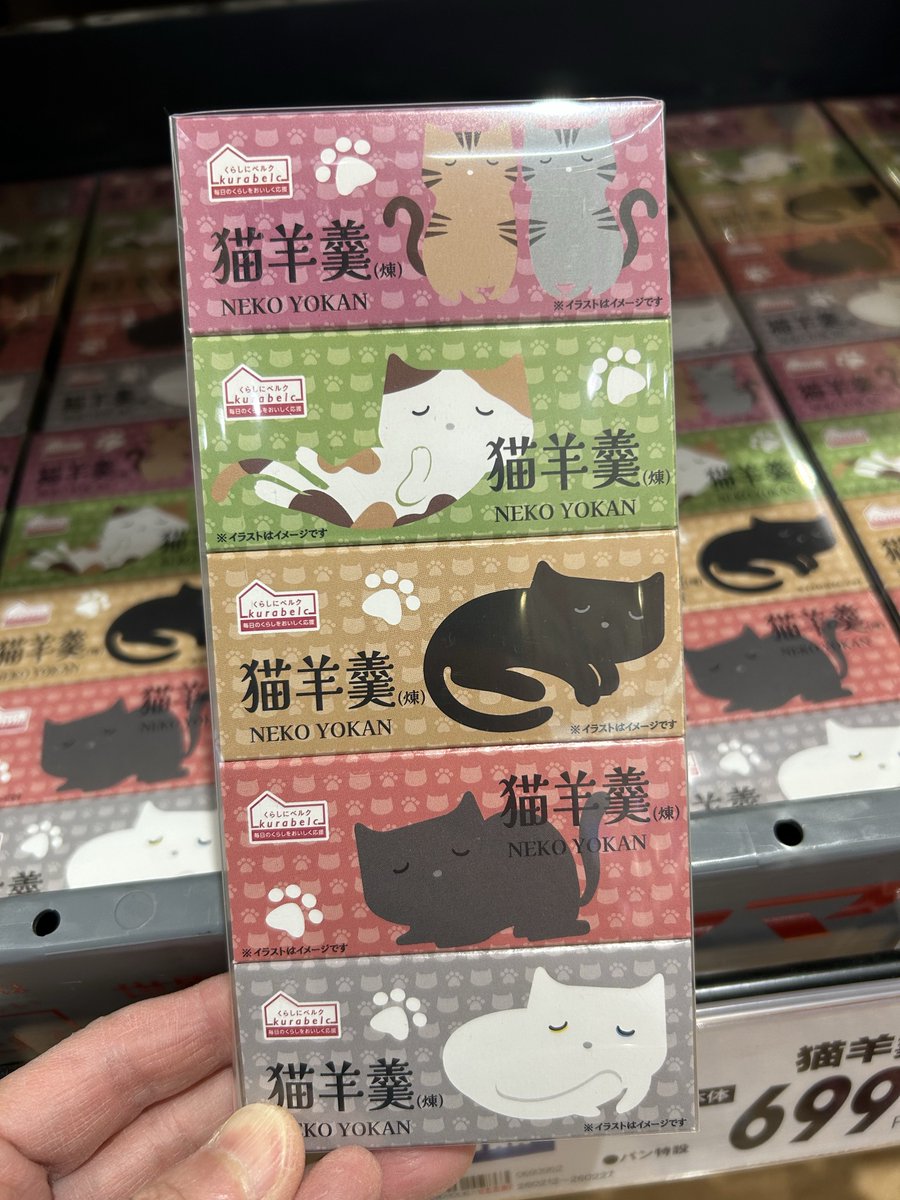 くらしにベルク
kurabelc
毎日のくらしをおいしく応援
猫羊羹(煉)
NEKO YOKAN
※イラストはイメージです
くらしにベルク
kurabelc
毎日のくらしをおいしく応援
猫羊羹(煉)
NEKO YOKAN
※イラストはイメージです
くらしにベルク
kurabelc
毎日のくらしをおいしく応援
猫羊羹(煉)
NEKO YOKAN
※イラストはイメージです
猫羊羹(煉)
くらしにベルク
kurabelc
毎日のくらしをおいしく応援
NEKO YOKAN
※イラストはイメージです
くらしにベルク
kurabelc
毎日のくらしをおいしく応援
猫羊羹(煉)
KO YOKAN
※イラストはイメージです
猫羊
本体
699
●パン特設